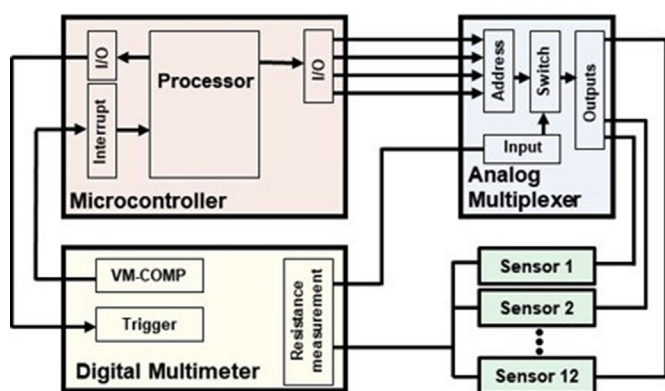 I/O
Processor
I/O
Interrupt
Microcontroller
Address
Switch
Outputs
Input
Analog
Multiplexer
VM-COMP
Trigger
Resistance
measurement
Digital Multimeter
Sensor 1
Sensor 2
Sensor 12